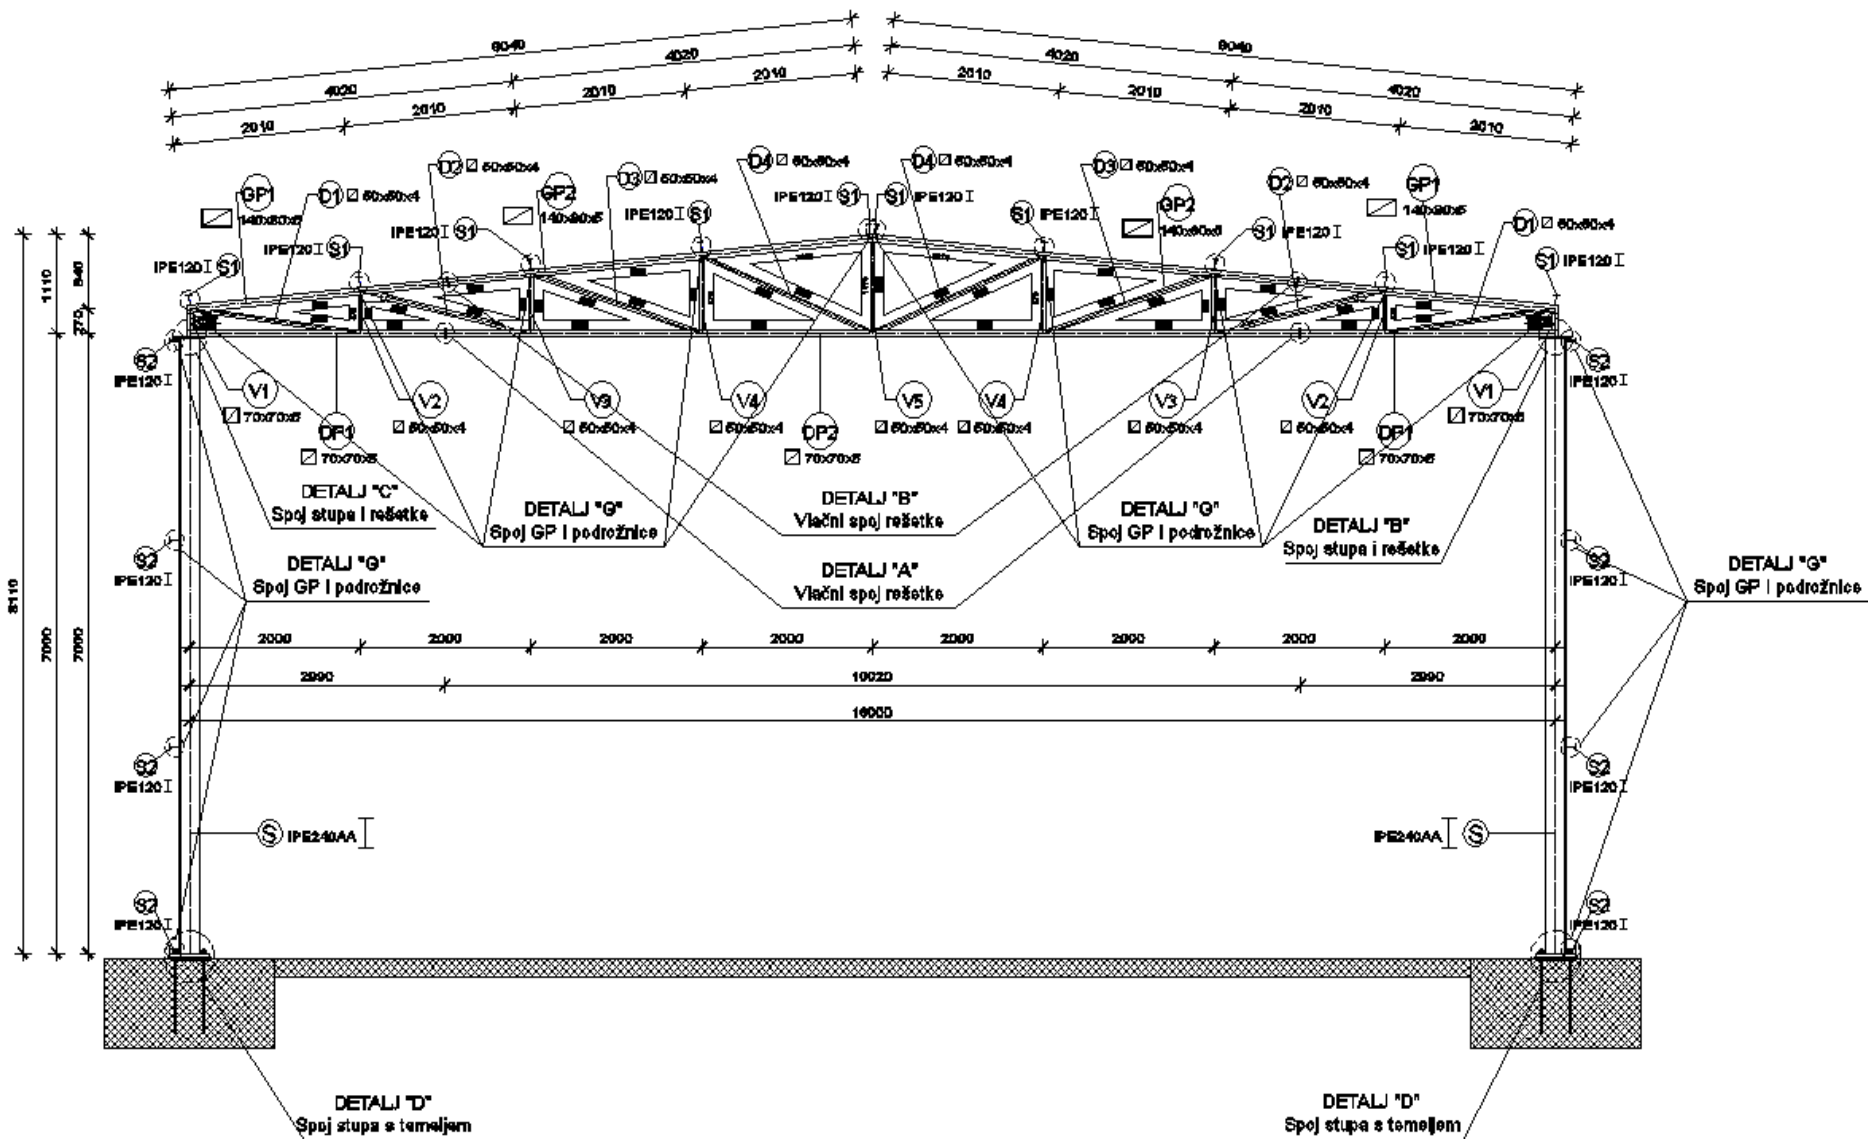 8040
8040
4020
4020
4020
4020
2010
2010
2010
2010
2010
2010
2010
2010
D2 50x50x4
D3 50x50x4
D4 50x50x4
D4 50x50x4
D3 50x50x4
D2 50x50x4
GP1
140x80x5
D1 50x50x4
GP2
140x80x5
GP2
140x80x5
GP1
140x80x5
D1 50x50x4
IPE120 S1
IPE120 S1
IPE120 S1
IPE120 S1
IPE120 S1
S1 IPE120
S1 IPE120
S1 IPE120
S1 IPE120
S1 IPE120
1110
840
270
8110
7000
7000
S2
IPE120
S2
IPE120
V1
70x70x5
V2
50x50x4
V3
50x50x4
V4
50x50x4
V5
50x50x4
V4
50x50x4
V3
50x50x4
V2
50x50x4
V1
70x70x5
DP1
70x70x5
DP2
70x70x5
DP1
70x70x5
DETALJ "C"
Spoj stupa i rešetke
DETALJ "G"
Spoj GP i podrožnice
DETALJ "B"
Vlačni spoj rešetke
DETALJ "G"
Spoj GP i podrožnice
DETALJ "B"
Spoj stupa i rešetke
S2
IPE120
DETALJ "G"
Spoj GP i podrožnice
DETALJ "A"
Vlačni spoj rešetke
S2
IPE120
DETALJ "G"
Spoj GP i podrožnice
2000
2000
2000
2000
2000
2000
2000
2000
2990
10020
2990
16000
S2
IPE120
S2
IPE120
S IPE240AA
IPE240AA S
S2
IPE120
S2
IPE120
DETALJ "D"
Spoj stupa s temeljem
DETALJ "D"
Spoj stupa s temeljem